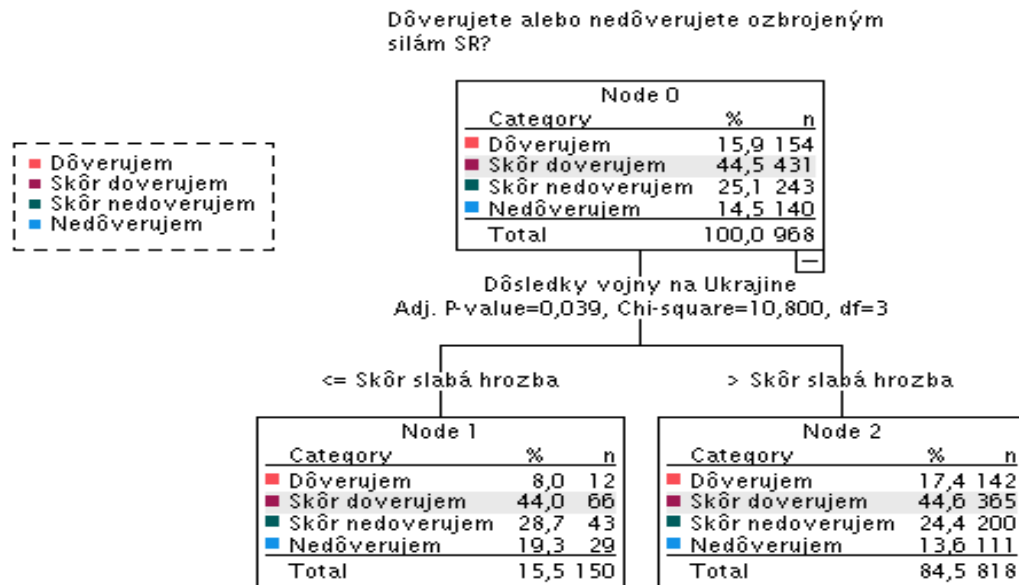 Dôverujete alebo nedôverujete ozbrojeným
silám SR?
Dôverujem
Skôr doverujem
Skôr nedoverujem
Nedôverujem
Node 0
Category % n
Dôverujem 15,9 154
Skôr doverujem 44,5 431
Skôr nedoverujem 25,1 243
Nedôverujem 14,5 140
Total 100,0 968
Dôsledky vojny na Ukrajine
Adj. P-value=0,039, Chi-square=10,800, df=3
<= Skôr slabá hrozba
> Skôr slabá hrozba
Node 1
Category % n
Dôverujem 8,0 12
Skôr doverujem 44,0 66
Skôr nedoverujem 28,7 43
Nedôverujem 19,3 29
Total 15,5 150
Node 2
Category % n
Dôverujem 17,4 142
Skôr doverujem 44,6 365
Skôr nedoverujem 24,4 200
Nedôverujem 13,6 111
Total 84,5 818